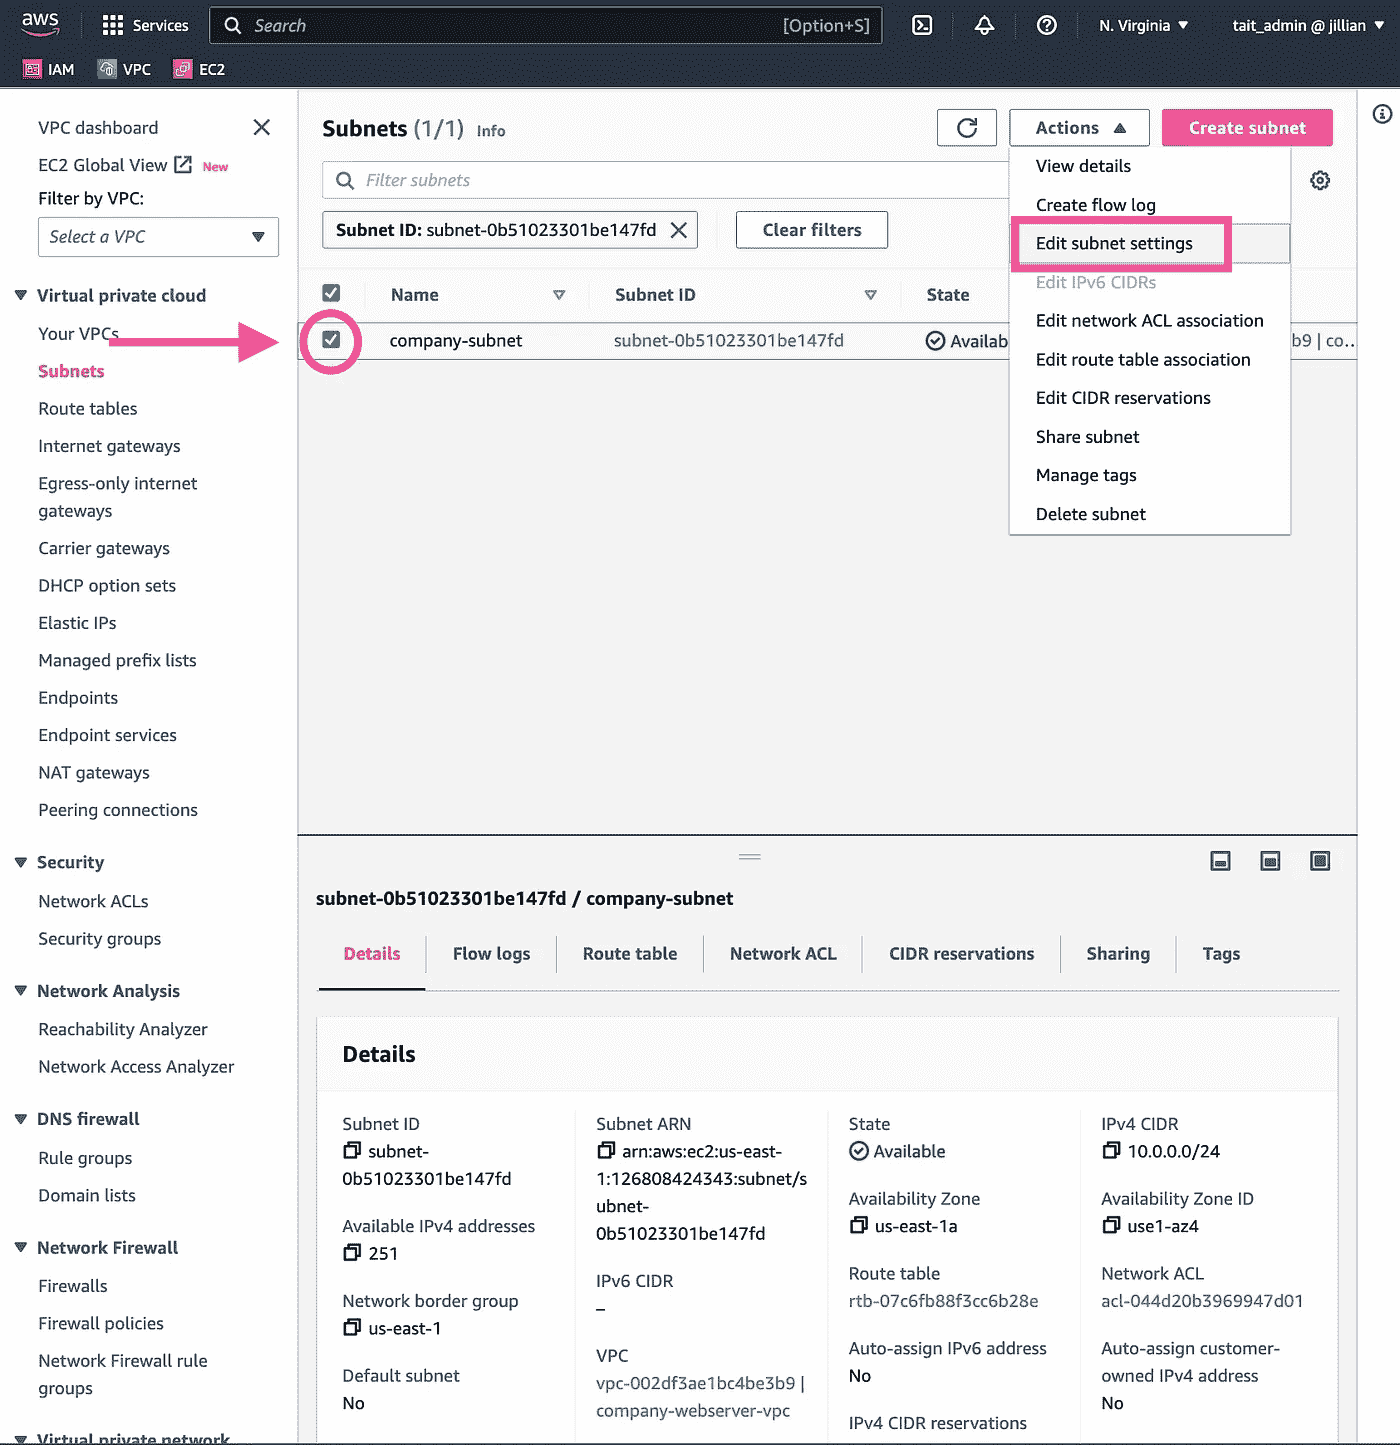 aws
Services
Search
[Option+S]
N. Virginia
tait_admin @ jillian
IAM
VPC
EC2
VPC dashboard
EC2 Global View New
Filter by VPC:
Select a VPC
Virtual private cloud
Your VPCs
Subnets
Route tables
Internet gateways
Egress-only internet
gateways
Carrier gateways
DHCP option sets
Elastic IPs
Managed prefix lists
Endpoints
Endpoint services
NAT gateways
Peering connections
Security
Network ACLs
Security groups
Network Analysis
Reachability Analyzer
Network Access Analyzer
DNS firewall
Rule groups
Domain lists
Network Firewall
Firewalls
Firewall policies
Network Firewall rule
groups
Virtual private network
Subnets (1/1) Info
Actions
Create subnet
Filter subnets
Subnet ID: subnet-0b51023301be147fd
Clear filters
View details
Create flow log
Edit subnet settings
Edit IPv6 CIDRs
Edit network ACL association
Edit route table association
Edit CIDR reservations
Share subnet
Manage tags
Delete subnet
Name
Subnet ID
State
company-subnet
subnet-0b51023301be147fd
Availab
b9 | co...
subnet-0b51023301be147fd / company-subnet
Details
Flow logs
Route table
Network ACL
CIDR reservations
Sharing
Tags
Details
Subnet ID
subnet-
0b51023301be147fd
Available IPv4 addresses
251
Network border group
us-east-1
Default subnet
No
Subnet ARN
arn:aws:ec2:us-east-
1:126808424343:subnet/s
ubnet-
0b51023301be147fd
IPv6 CIDR
–
VPC
vpc-002df3ae1bc4be3b9 |
company-webserver-vpc
State
Available
Availability Zone
us-east-1a
Route table
rtb-07c6fb88f3cc6b28e
Auto-assign IPv6 address
No
IPv4 CIDR reservations
IPv4 CIDR
10.0.0.0/24
Availability Zone ID
use1-az4
Network ACL
acl-044d20b3969947d01
Auto-assign customer-
owned IPv4 address
No